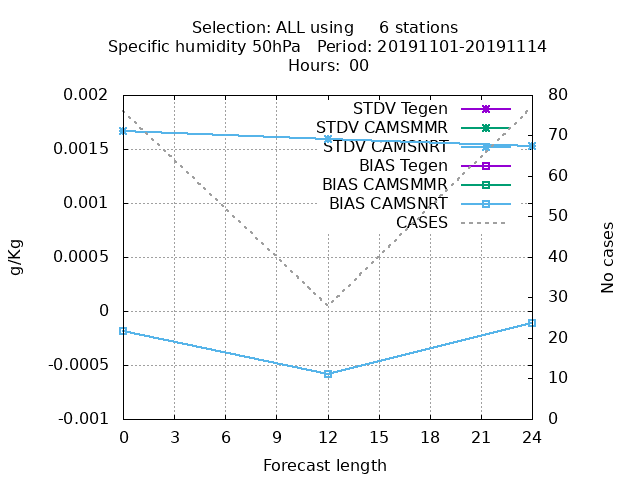 Selection: ALL using     6 stations
Specific humidity 50hPa   Period: 20191101-20191114
Hours: 00
0.002
0.0015
0.001
0.0005
0
-0.0005
-0.001
g/Kg
STDV Tegen
STDV CAMSMMR
STDV CAMSNRT
BIAS Tegen
BIAS CAMSMMR
BIAS CAMSNRT
CASES
80
70
60
50
40
30
20
10
0
No cases
0 3 6 9 12 15 18 21 24
Forecast length